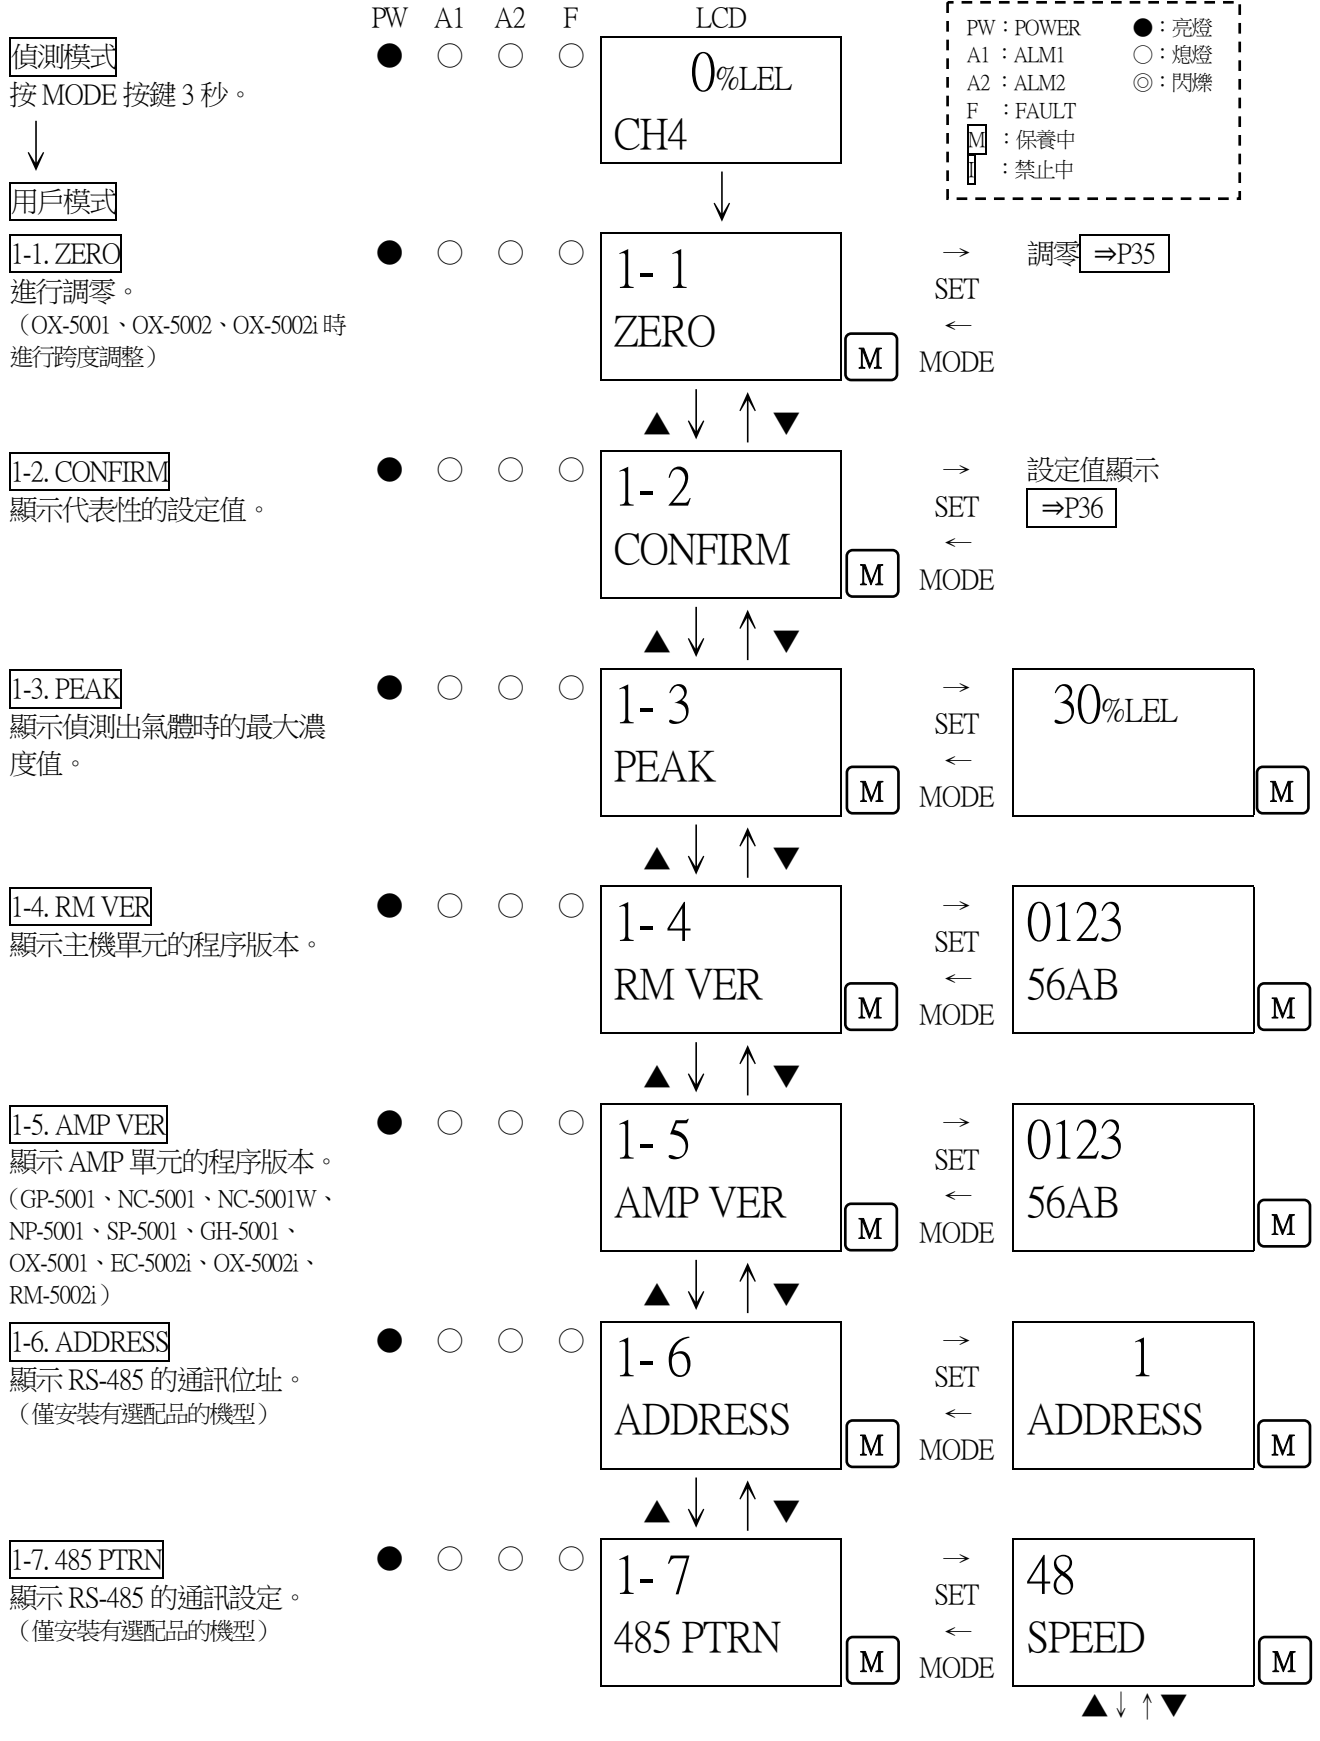 PW A1 A2 F LCD
偵測模式 ● ○ ○ ○ 0%LEL
按 MODE 按鍵 3 秒。
CH4
↓
用戶模式
↓
PW：POWER ●：亮燈
A1：ALM1 ○：熄燈
A2：ALM2 ◎：閃爍
F：FAULT
M：保養中
I：禁止中
1-1. ZERO ● ○ ○ ○
進行調零。
（OX-5001、OX-5002、OX-5002i 時
進行跨度調整）
1- 1
ZERO
M
→
SET
←
MODE
調零 ⇒P35
▲ ↓ ↑ ▼
1-2. CONFIRM ● ○ ○ ○
顯示代表性的設定值。
1- 2
CONFIRM
M
→
SET
←
MODE
設定值顯示
⇒P36
▲ ↓ ↑ ▼
1-3. PEAK ● ○ ○ ○
顯示偵測出氣體時的最大濃
度值。
1- 3
PEAK
M
→
SET
←
MODE
30%LEL
M
▲ ↓ ↑ ▼
1-4. RM VER ● ○ ○ ○
顯示主機單元的程序版本。
1- 4
RM VER
M
→
SET
←
MODE
0123
56AB
M
▲ ↓ ↑ ▼
1-5. AMP VER ● ○ ○ ○
顯示 AMP 單元的程序版本。
（GP-5001、NC-5001、NC-5001W、
NP-5001、SP-5001、GH-5001、
OX-5001、EC-5002i、OX-5002i、
RM-5002i）
1- 5
AMP VER
M
→
SET
←
MODE
0123
56AB
M
▲ ↓ ↑ ▼
1-6. ADDRESS ● ○ ○ ○
顯示 RS-485 的通訊位址。
（僅安裝有選配品的機型）
1- 6
ADDRESS
M
→
SET
←
MODE
1
ADDRESS
M
▲ ↓ ↑ ▼
1-7. 485 PTRN ● ○ ○ ○
顯示 RS-485 的通訊設定。
（僅安裝有選配品的機型）
1- 7
485 PTRN
M
→
SET
←
MODE
48
SPEED
M
▲ ↓ ↑ ▼